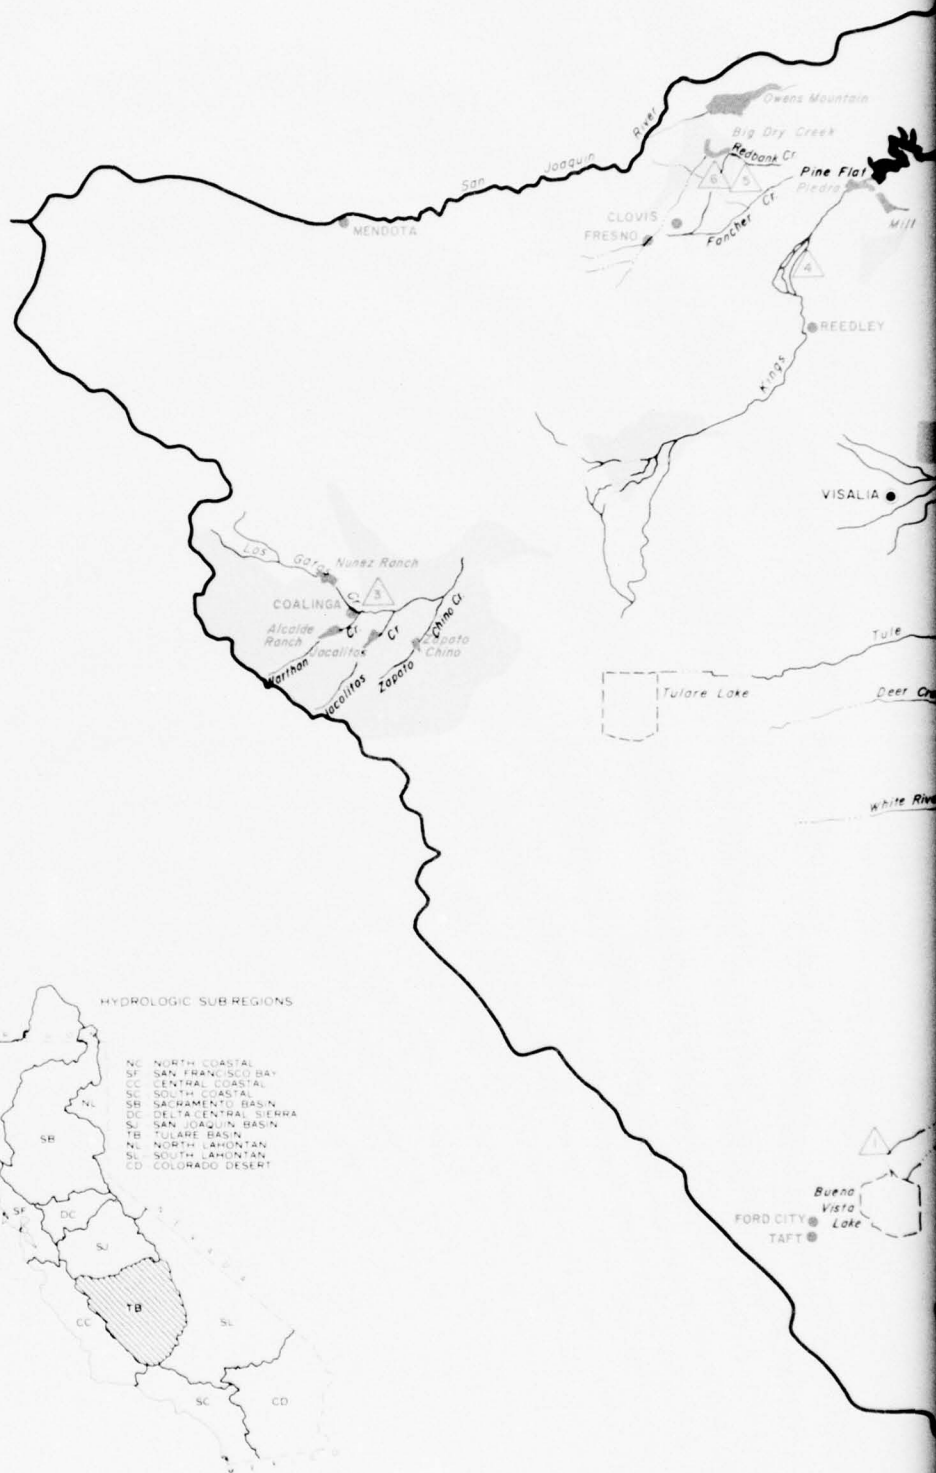 Owens Mountain
Big Dry Creek
Redbank Cr.
River
San Joaquin
6
5
Pine Flat
Piedra
Mill
CLOVIS
FRESNO
Fancher Cr.
MENDOTA
4
REEDLEY
Kings
VISALIA
Los Gatos Cr.
Nunez Ranch
3
COALINGA
Alcalde
Ranch
Warthan Cr.
Jacalitos
Jacalitos Cr.
Zapato
Chino
Zapato Chino Cr.
Tule
Tulare Lake
Deer Cre
White Rive
HYDROLOGIC SUB REGIONS
NC NORTH COASTAL
SF SAN FRANCISCO BAY
CC CENTRAL COASTAL
SC SOUTH COASTAL
SB SACRAMENTO BASIN
DC DELTA-CENTRAL SIERRA
SJ SAN JOAQUIN BASIN
TB TULARE BASIN
NL NORTH LAHONTAN
SL SOUTH LAHONTAN
CD COLORADO DESERT
NL
SB
SF
DC
SJ
TB
CC
SL
SC
CD
1
Buena
Vista
Lake
FORD CITY
TAFT